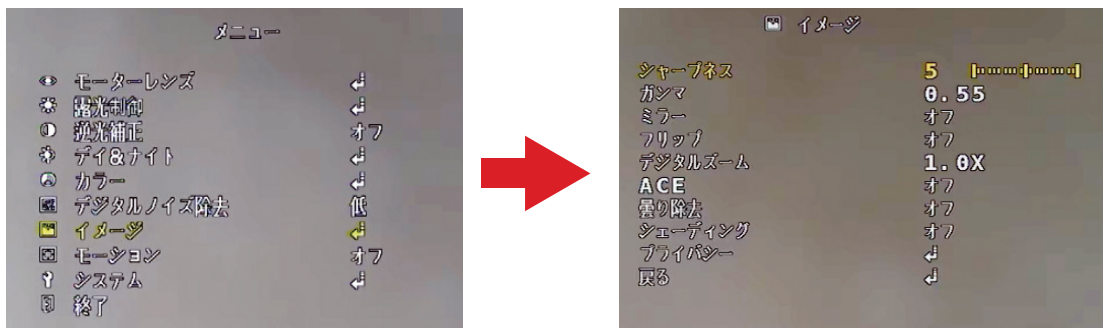 メニュー
モーターレンズ
露光制御
逆光補正 オフ
デイ&ナイト
カラー
デジタルノイズ除去 低
イメージ
モーション オフ
システム
終了
イメージ
シャープネス 5
ガンマ 0.55
ミラー オフ
フリップ オフ
デジタルズーム 1.0X
ACE オフ
曇り除去 オフ
シェーディング オフ
プライバシー
戻る